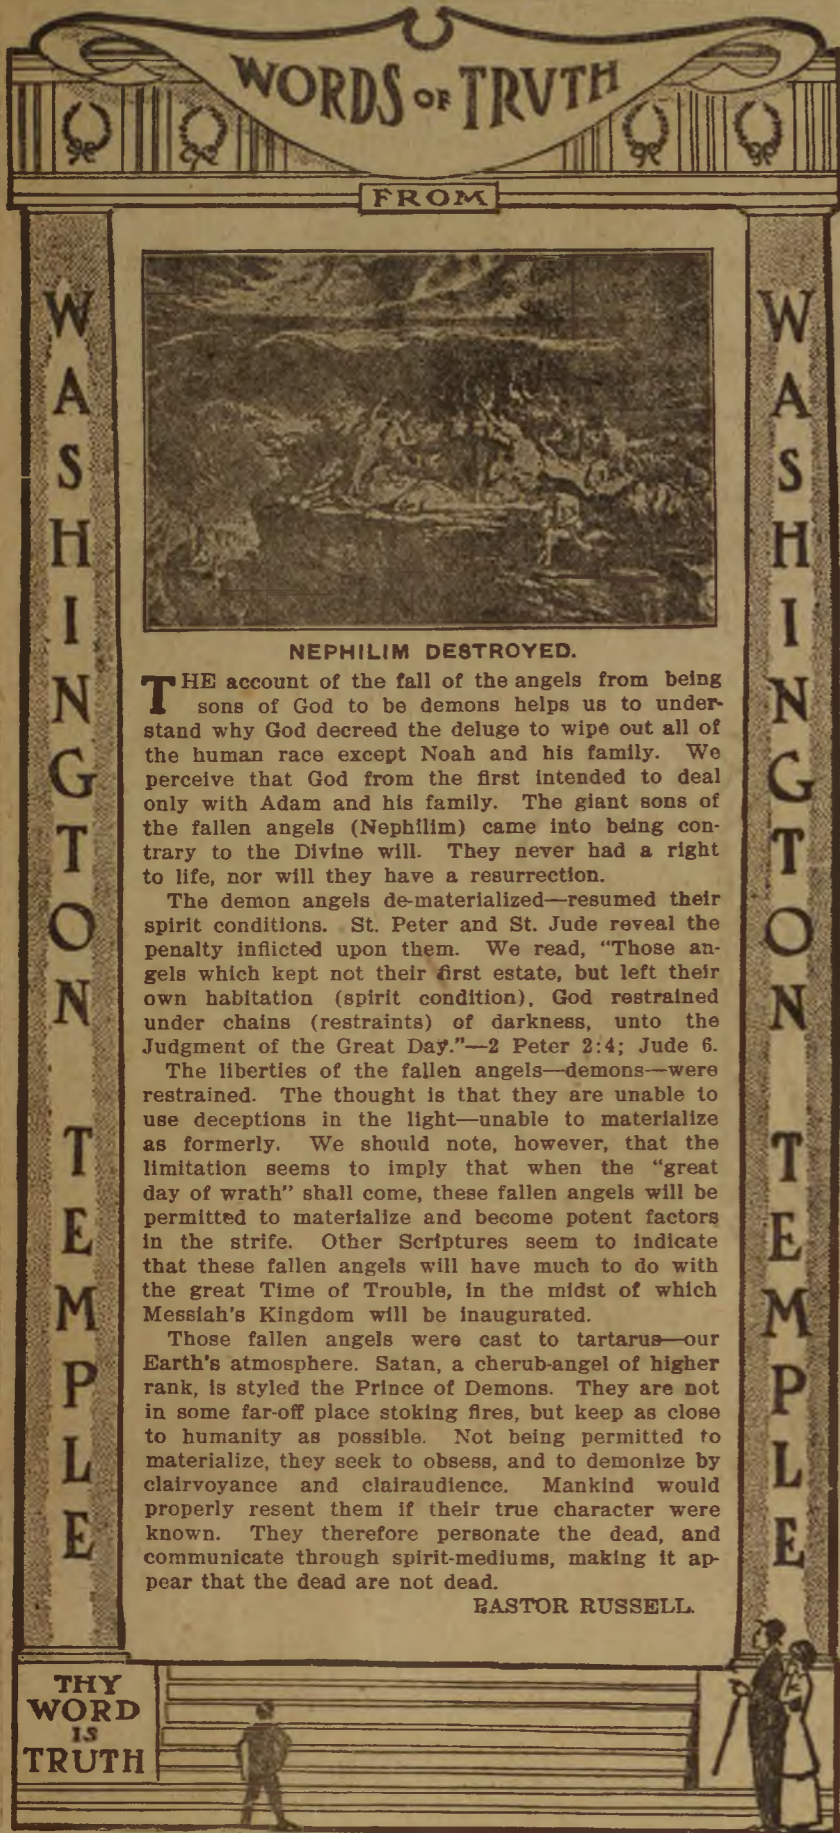 WORDS OF TRVTH
FROM
WASHINGTON TEMPLE
WASHINGTON TEMPLE
NEPHILIM DESTROYED.
THE account of the fall of the angels from being
sons of God to be demons helps us to under-
stand why God decreed the deluge to wipe out all of
the human race except Noah and his family. We
perceive that God from the first intended to deal
only with Adam and his family. The giant sons of
the fallen angels (Nephilim) came into being con-
trary to the Divine will. They never had a right
to life, nor will they have a resurrection.
The demon angels de-materialized—resumed their
spirit conditions. St. Peter and St. Jude reveal the
penalty inflicted upon them. We read, "Those an-
gels which kept not their first estate, but left their
own habitation (spirit condition), God restrained
under chains (restraints) of darkness, unto the
Judgment of the Great Day."—2 Peter 2:4; Jude 6.
The liberties of the fallen angels—demons—were
restrained. The thought is that they are unable to
use deceptions in the light—unable to materialize
as formerly. We should note, however, that the
limitation seems to imply that when the "great
day of wrath" shall come, these fallen angels will be
permitted to materialize and become potent factors
in the strife. Other Scriptures seem to indicate
that these fallen angels will have much to do with
the great Time of Trouble, in the midst of which
Messiah's Kingdom will be inaugurated.
Those fallen angels were cast to tartarus—our
Earth's atmosphere. Satan, a cherub-angel of higher
rank, is styled the Prince of Demons. They are not
in some far-off place stoking fires, but keep as close
to humanity as possible. Not being permitted to
materialize, they seek to obsess, and to demonize by
clairvoyance and clairaudience. Mankind would
properly resent them if their true character were
known. They therefore personate the dead, and
communicate through spirit-mediums, making it ap-
pear that the dead are not dead.
PASTOR RUSSELL.
THY
WORD
IS
TRUTH